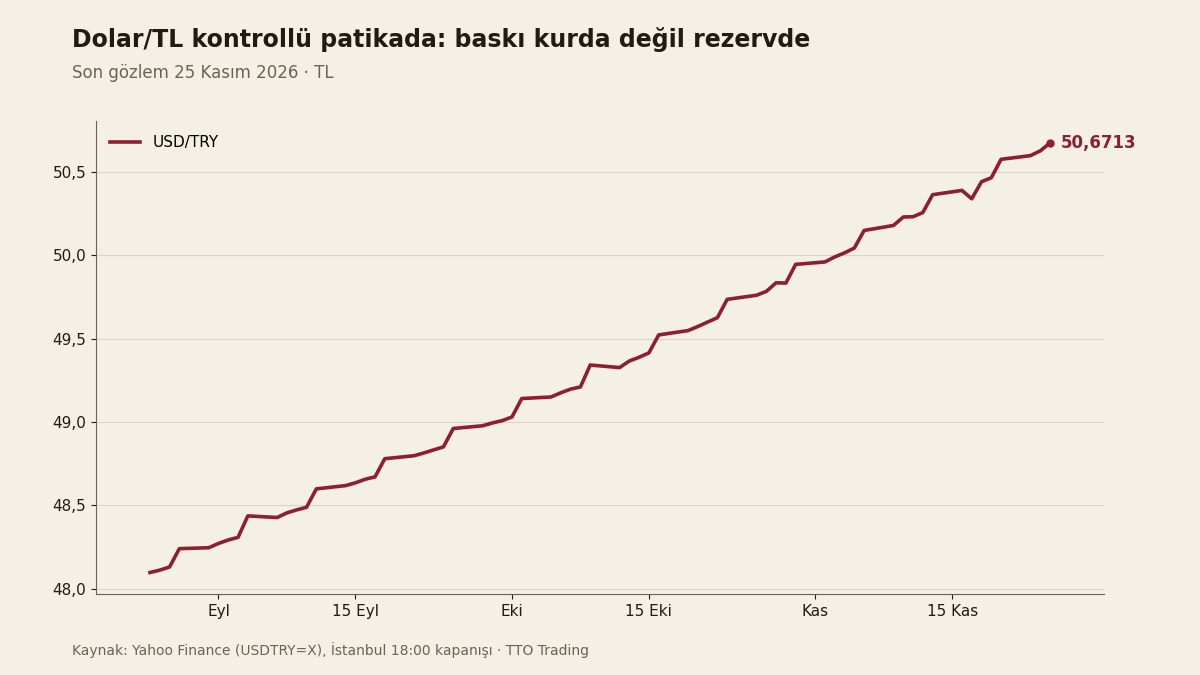 Dolar/TL kontrollü patikada: baskı kurda değil rezervde
Son gözlem 25 Kasım 2026 · TL
USD/TRY
50,6713
50,5
50,0
49,5
49,0
48,5
48,0
Eyl
15 Eyl
Eki
15 Eki
Kas
15 Kas
Kaynak: Yahoo Finance (USDTRY=X), İstanbul 18:00 kapanışı · TTO Trading